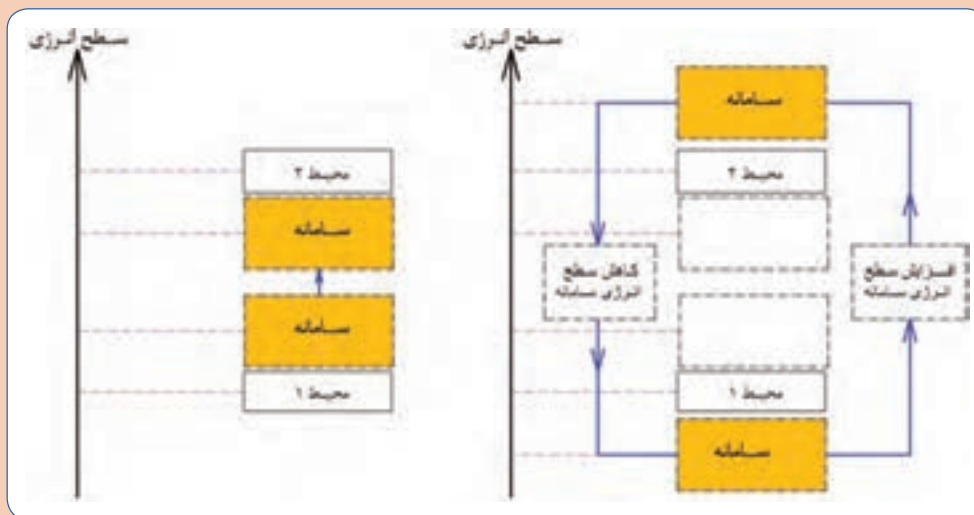 سطح انرژی
سامانه
محیط ۲
کاهش سطح
انرژی سامانه
افزایش سطح
انرژی سامانه
محیط ۱
سامانه
سطح انرژی
محیط ۲
سامانه
سامانه
محیط ۱